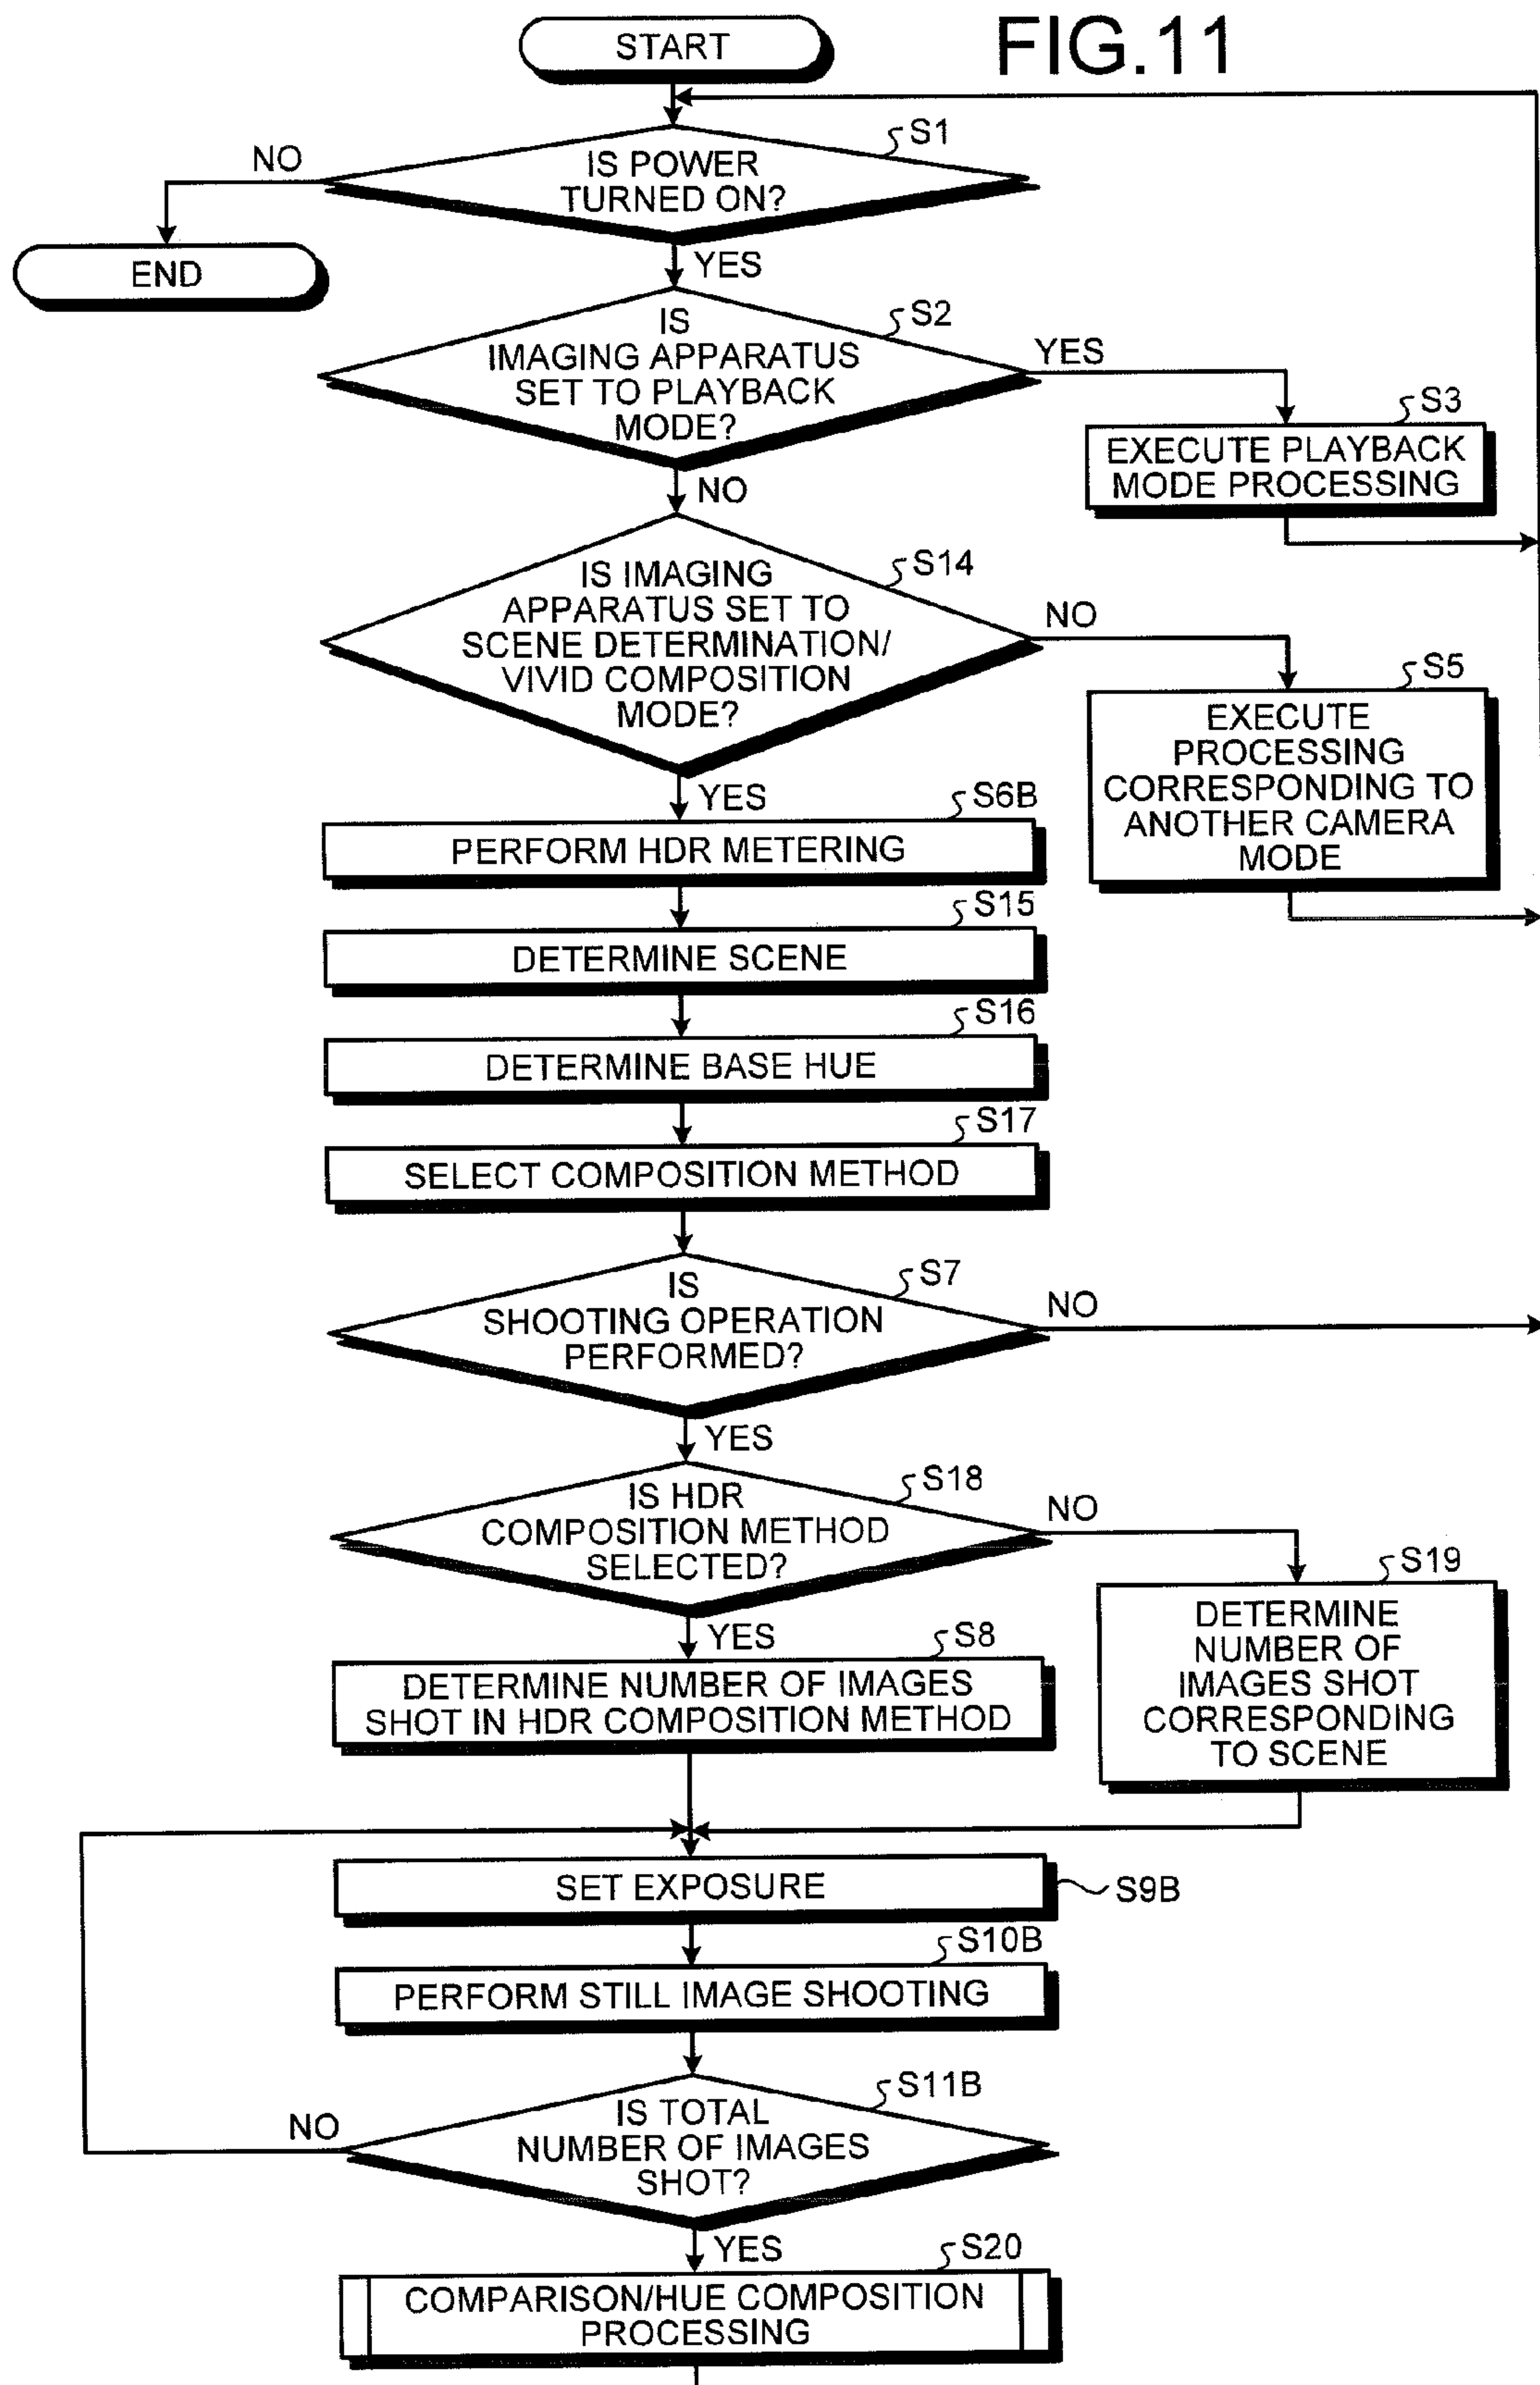 START
FIG.11
S1
NO
IS POWER
TURNED ON?
END
YES
S2
IS
IMAGING APPARATUS
SET TO PLAYBACK
MODE?
YES
S3
EXECUTE PLAYBACK
MODE PROCESSING
NO
S14
IS IMAGING
APPARATUS SET TO
SCENE DETERMINATION/
VIVID COMPOSITION
MODE?
NO
S5
EXECUTE
PROCESSING
CORRESPONDING TO
ANOTHER CAMERA
MODE
YES
S6B
PERFORM HDR METERING
S15
DETERMINE SCENE
S16
DETERMINE BASE HUE
S17
SELECT COMPOSITION METHOD
S7
IS
SHOOTING OPERATION
PERFORMED?
NO
YES
S18
IS HDR
COMPOSITION METHOD
SELECTED?
NO
S19
DETERMINE
NUMBER OF
IMAGES SHOT
CORRESPONDING
TO SCENE
YES
S8
DETERMINE NUMBER OF IMAGES
SHOT IN HDR COMPOSITION METHOD
SET EXPOSURE
S9B
S10B
PERFORM STILL IMAGE SHOOTING
S11B
NO
IS TOTAL
NUMBER OF IMAGES
SHOT?
YES
S20
COMPARISON/HUE COMPOSITION
PROCESSING